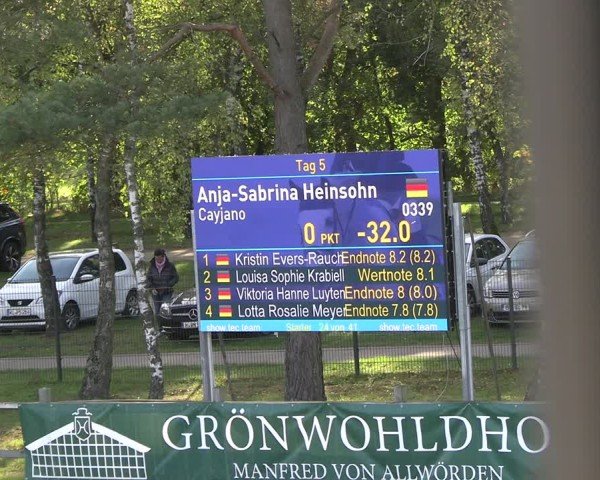 Tag 5
Anja-Sabrina Heinsohn
Cayjano 0339
0 PKT -32.0
1 Kristin Evers-Rauch Endnote 8.2 (8.2)
2 Louisa Sophie Krabiell Wertnote 8.1
3 Viktoria Hanne Luyten Endnote 8 (8.0)
4 Lotta Rosalie Meyer Endnote 7.8 (7.8)
show.tec.team Starter 24 von 41 show.tec.team
GRÖNWOHLDHO
MANFRED VON ALLWÖRDEN